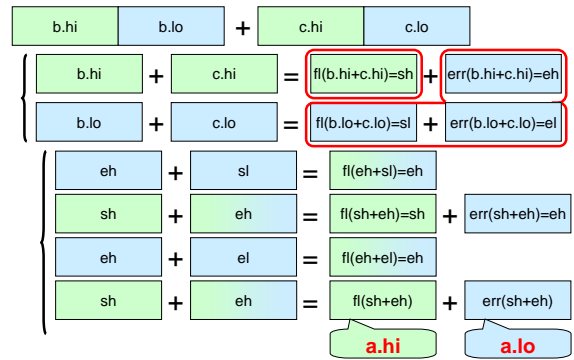 b.hi b.lo + c.hi c.lo
b.hi + c.hi = fl(b.hi+c.hi)=sh + err(b.hi+c.hi)=eh
b.lo + c.lo = fl(b.lo+c.lo)=sl + err(b.lo+c.lo)=el
eh + sl = fl(eh+sl)=eh
sh + eh = fl(sh+eh)=sh + err(sh+eh)=eh
eh + el = fl(eh+el)=eh
sh + eh = fl(sh+eh) + err(sh+eh)
a.hi a.lo